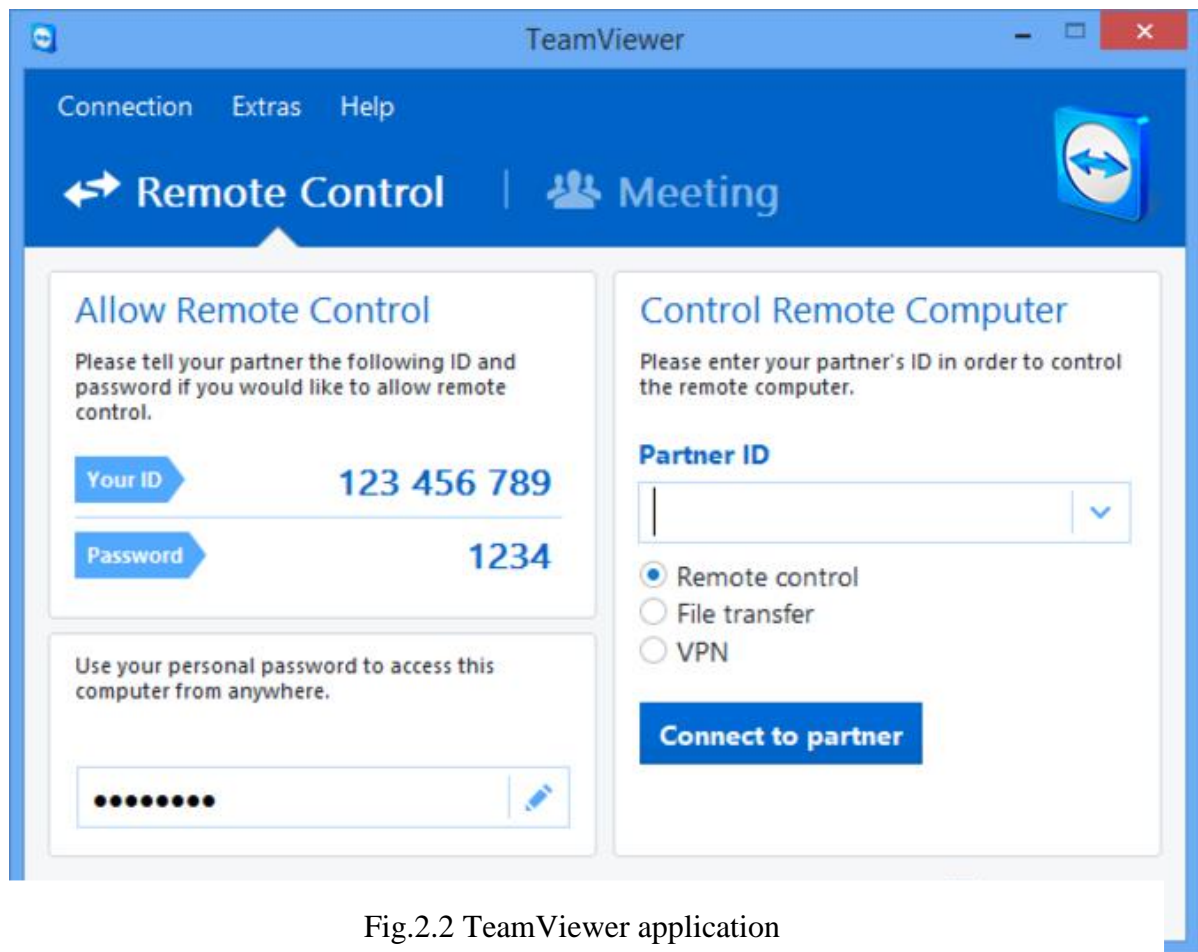 TeamViewer
Connection Extras Help
Remote Control | Meeting
Allow Remote Control
Please tell your partner the following ID and
password if you would like to allow remote
control.
Your ID 123 456 789
Password 1234
Use your personal password to access this
computer from anywhere.
••••••••
Control Remote Computer
Please enter your partner's ID in order to control
the remote computer.
Partner ID
Remote control
File transfer
VPN
Connect to partner
Fig.2.2 TeamViewer application